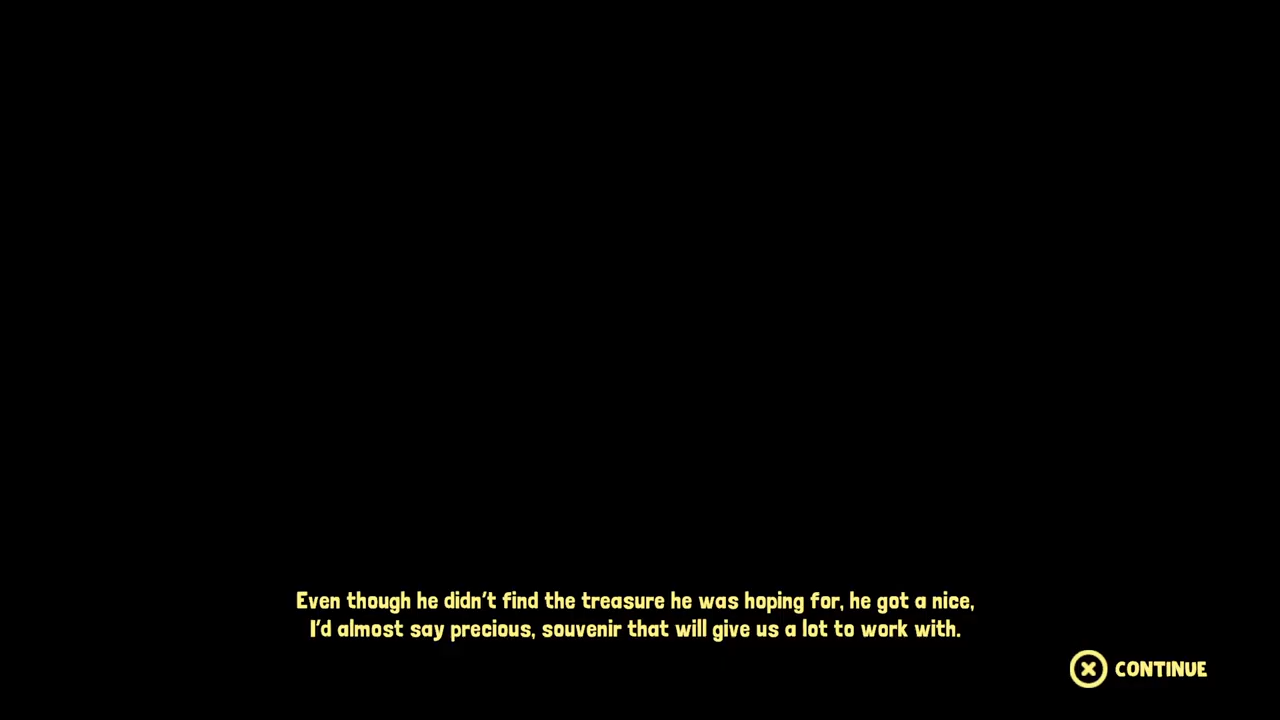 Even though he didn't find the treasure he was hoping for, he got a nice,
I'd almost say precious, souvenir that will give us a lot to work with.
CONTINUE